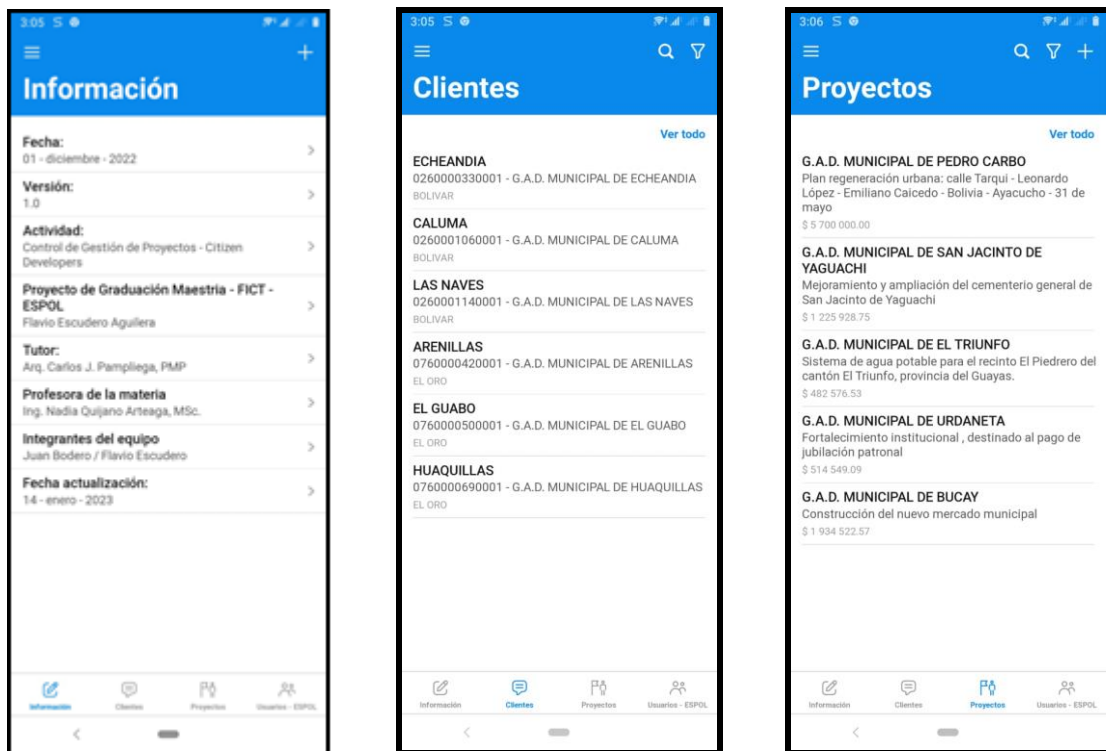 3:05 S
Información
Fecha:
01 - diciembre - 2022
Versión:
1.0
Actividad:
Control de Gestión de Proyectos - Citizen
Developers
Proyecto de Graduación Maestria - FICT -
ESPOL
Flavio Escudero Aguilera
Tutor:
Arq. Carlos J. Pampliega, PMP
Profesora de la materia
Ing. Nadia Quijano Arteaga, MSc.
Integrantes del equipo
Juan Bodero / Flavio Escudero
Fecha actualización:
14 - enero - 2023
Información
Clientes
Proyectos
Usuarios - ESPOL
3:05 S
Clientes
Ver todo
ECHEANDIA
0260000330001 - G.A.D. MUNICIPAL DE ECHEANDIA
BOLIVAR
CALUMA
0260001060001 - G.A.D. MUNICIPAL DE CALUMA
BOLIVAR
LAS NAVES
0260001140001 - G.A.D. MUNICIPAL DE LAS NAVES
BOLIVAR
ARENILLAS
0760000420001 - G.A.D. MUNICIPAL DE ARENILLAS
EL ORO
EL GUABO
0760000500001 - G.A.D. MUNICIPAL DE EL GUABO
EL ORO
HUAQUILLAS
0760000690001 - G.A.D. MUNICIPAL DE HUAQUILLAS
EL ORO
Información
Clientes
Proyectos
Usuarios - ESPOL
3:06 S
Proyectos
Ver todo
G.A.D. MUNICIPAL DE PEDRO CARBO
Plan regeneración urbana: calle Tarqui - Leonardo
López - Emiliano Caicedo - Bolivia - Ayacucho - 31 de
mayo
$ 5 700 000.00
G.A.D. MUNICIPAL DE SAN JACINTO DE
YAGUACHI
Mejoramiento y ampliación del cementerio general de
San Jacinto de Yaguachi
$ 1 225 928.75
G.A.D. MUNICIPAL DE EL TRIUNFO
Sistema de agua potable para el recinto El Piedrero del
cantón El Triunfo, provincia del Guayas.
$ 482 576.53
G.A.D. MUNICIPAL DE URDANETA
Fortalecimiento institucional , destinado al pago de
jubilación patronal
$ 514 549.09
G.A.D. MUNICIPAL DE BUCAY
Construcción del nuevo mercado municipal
$ 1 934 522.57
Información
Clientes
Proyectos
Usuarios - ESPOL